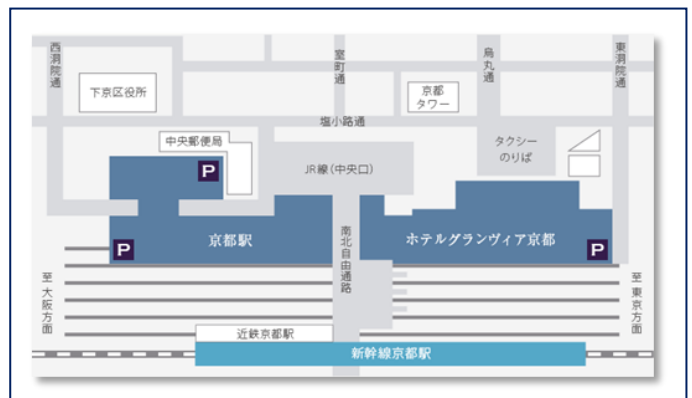 西洞院通
室町通
烏丸通
東洞院通
下京区役所
京都
タワー
塩小路通
中央郵便局
タクシー
のりば
JR線(中央口)
P
京都駅
南北自由通路
ホテルグランヴィア京都
P
P
至大阪方面
至東京方面
近鉄京都駅
新幹線京都駅